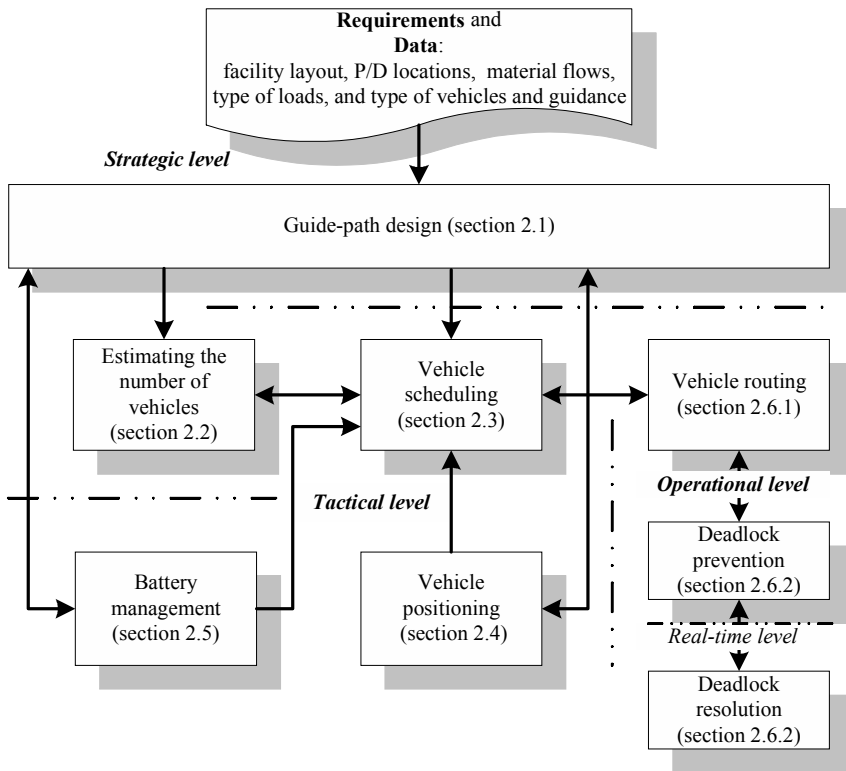 Requirements and
Data:
facility layout, P/D locations, material flows,
type of loads, and type of vehicles and guidance
Strategic level
Guide-path design (section 2.1)
Estimating the
number of
vehicles
(section 2.2)
Vehicle
scheduling
(section 2.3)
Vehicle routing
(section 2.6.1)
Tactical level
Operational level
Battery
management
(section 2.5)
Vehicle
positioning
(section 2.4)
Deadlock
prevention
(section 2.6.2)
Real-time level
Deadlock
resolution
(section 2.6.2)